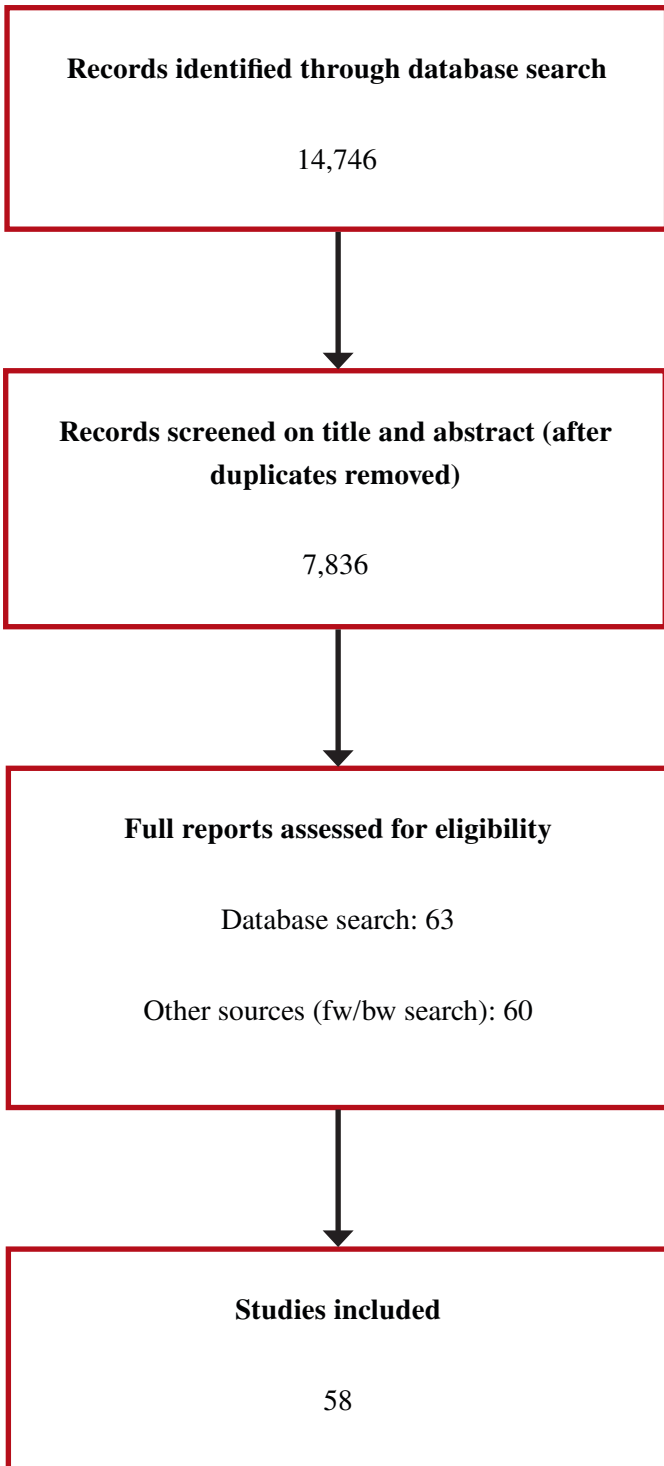 Records identified through database search
14,746
Records screened on title and abstract (after
duplicates removed)
7,836
Full reports assessed for eligibility
Database search: 63
Other sources (fw/bw search): 60
Studies included
58